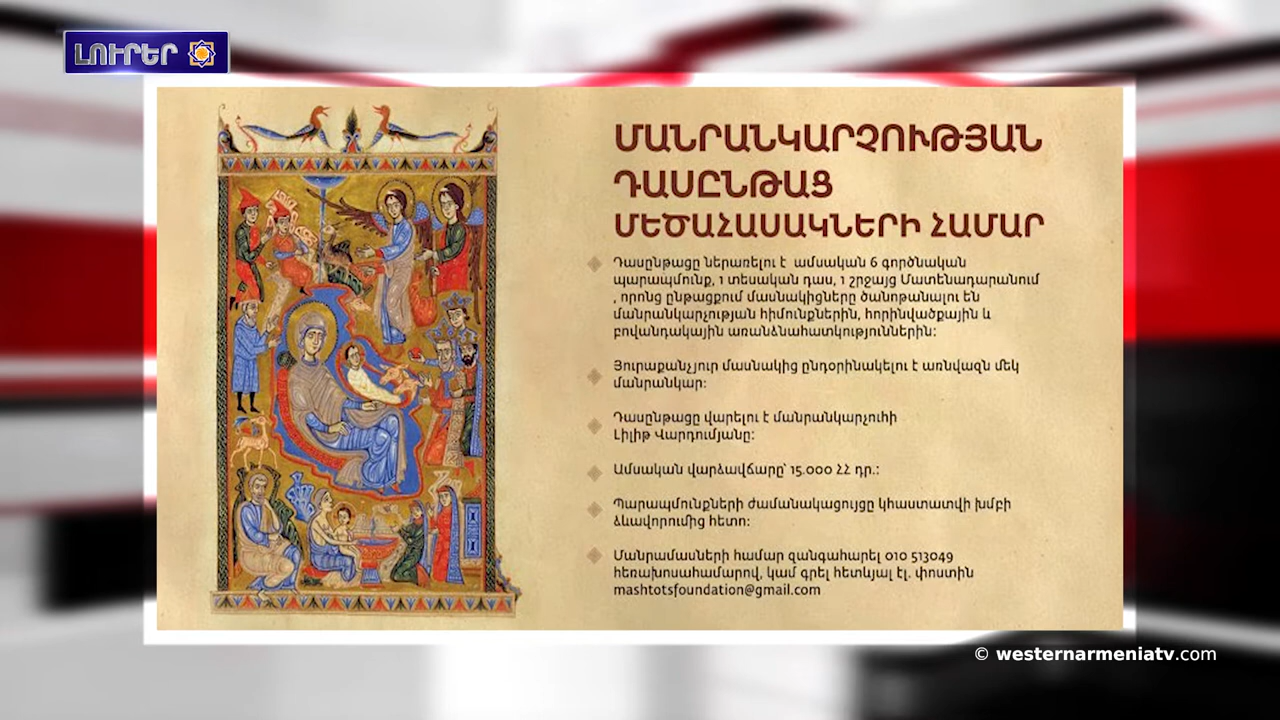 ԼՈՒՐԵՐ
ՄԱՆՐԱՆԿԱՐՉՈՒԹՅԱՆ
ԴԱՍԸՆԹԱՑ
ՄԵԾԱՀԱՍԱԿՆԵՐԻ ՀԱՄԱՐ
Դասընթացը ներառելու է ամսական 6 գործնական
պարապմունք, 1 տեսական դաս, 1 շրջայց Մատենադարանում
, որոնց ընթացքում մասնակիցները ծանոթանալու են
մանրանկարչության հիմունքներին, հորինվածքային և
բովանդակային առանձնահատկություններին:
Յուրաքանչյուր մասնակից ընդօրինակելու է առնվազն մեկ
մանրանկար:
Դասընթացը վարելու է մանրանկարչուհի
Լիլիթ Վարդումյանը:
Ամսական վարձավճարը՝ 15.000 ՀՀ դր.:
Պարապմունքների ժամանակացույցը կհաստատվի խմբի
ձևավորումից հետո:
Մանրամասների համար զանգահարել 010 513049
հեռախոսահամարով, կամ գրել հետևյալ էլ. փոստին
mashtotsfoundation@gmail.com
© westernarmeniatv.com